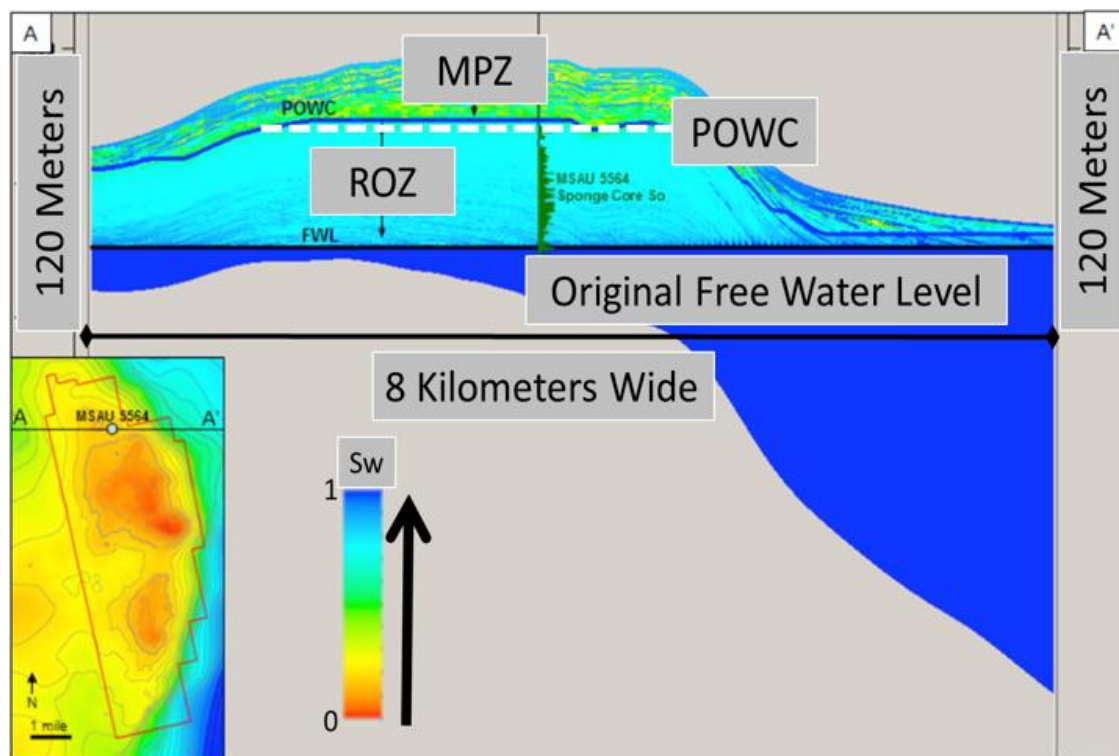 A
A'
120 Meters
120 Meters
MPZ
POWC
POWC
ROZ
MSAU 5564
Sponge Core So
FWL
Original Free Water Level
8 Kilometers Wide
A
MSAU 5564
A'
N
1 mile
Sw
1
0